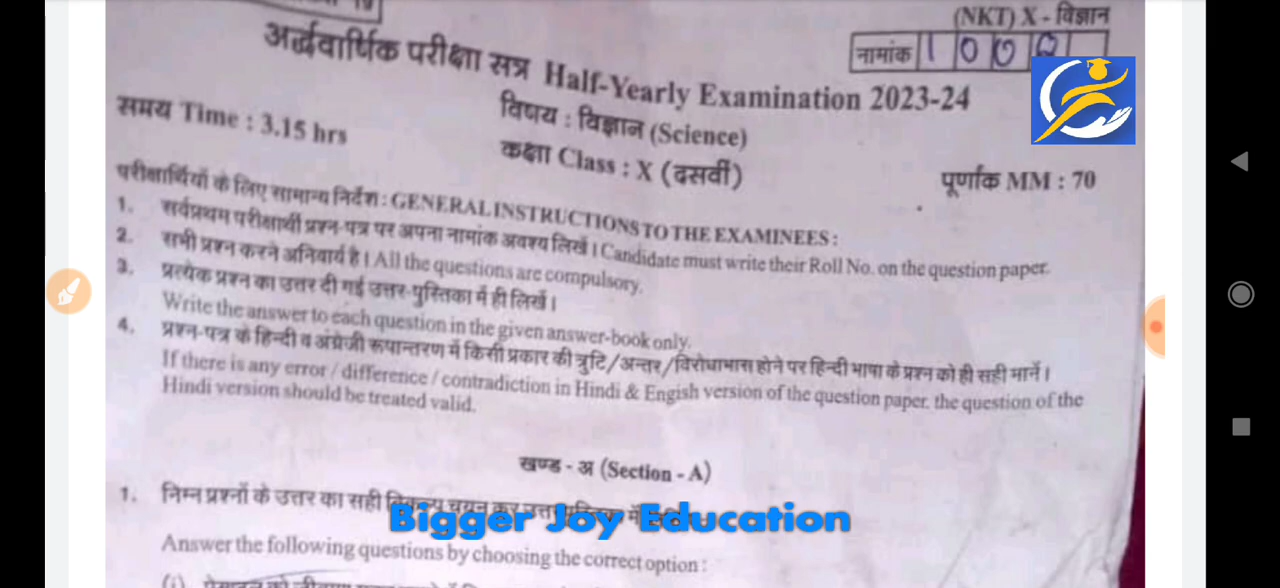 (NKT) X - विज्ञान
नामांक 1 0 0
अर्द्धवार्षिक परीक्षा सत्र Half-Yearly Examination 2023-24
विषय : विज्ञान (Science)
समय Time : 3.15 hrs
कक्षा Class : X (दसवीं)
पूर्णांक MM : 70
परीक्षार्थियों के लिए सामान्य निर्देश : GENERAL INSTRUCTIONS TO THE EXAMINEES :
1. सर्वप्रथम परीक्षार्थी प्रश्न-पत्र पर अपना नामांक अवश्य लिखें। Candidate must write their Roll No. on the question paper.
2. सभी प्रश्न करने अनिवार्य है। All the questions are compulsory.
3. प्रत्येक प्रश्न का उत्तर दी गई उत्तर-पुस्तिका में ही लिखें।
Write the answer to each question in the given answer-book only.
4. प्रश्न-पत्र के हिन्दी व अंग्रेजी रूपान्तरण में किसी प्रकार की त्रुटि/अन्तर/विरोधाभास होने पर हिन्दी भाषा के प्रश्न को ही सही मानें।
If there is any error / difference / contradiction in Hindi & Engish version of the question paper, the question of the
Hindi version should be treated valid.
खण्ड - अ (Section - A)
1. निम्न प्रश्नों के उत्तर का सही विकल्प चयन कर उत्तर पुस्तिका में
Bigger Joy Education
Answer the following questions by choosing the correct option :
(i)